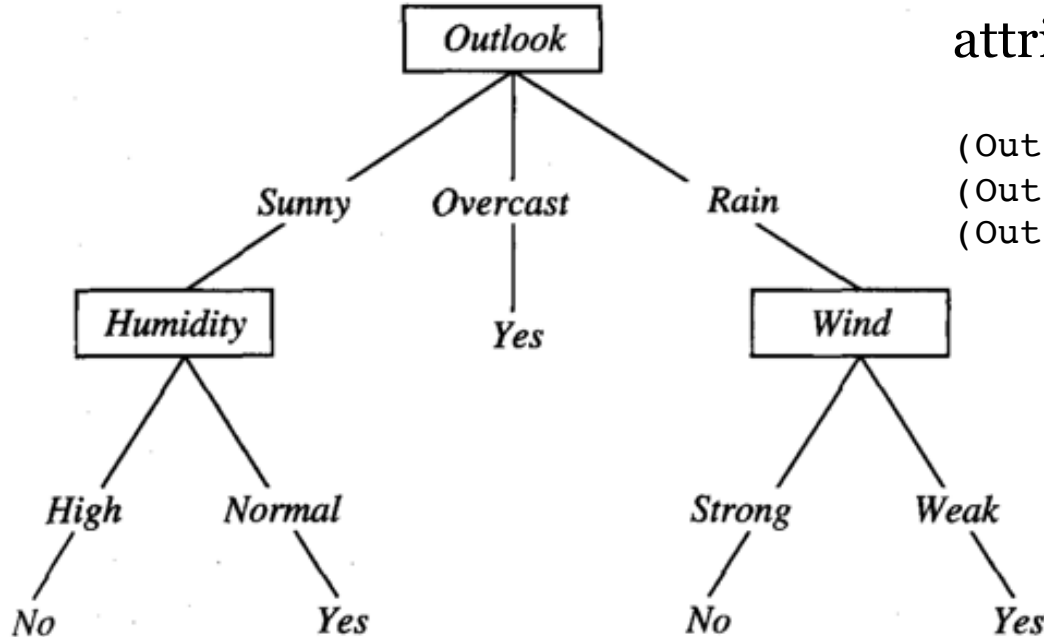 Outlook
attri
(Out
Sunny Overcast Rain
(Out
(Out
Humidity Yes Wind
High Normal Strong Weak
No Yes No Yes